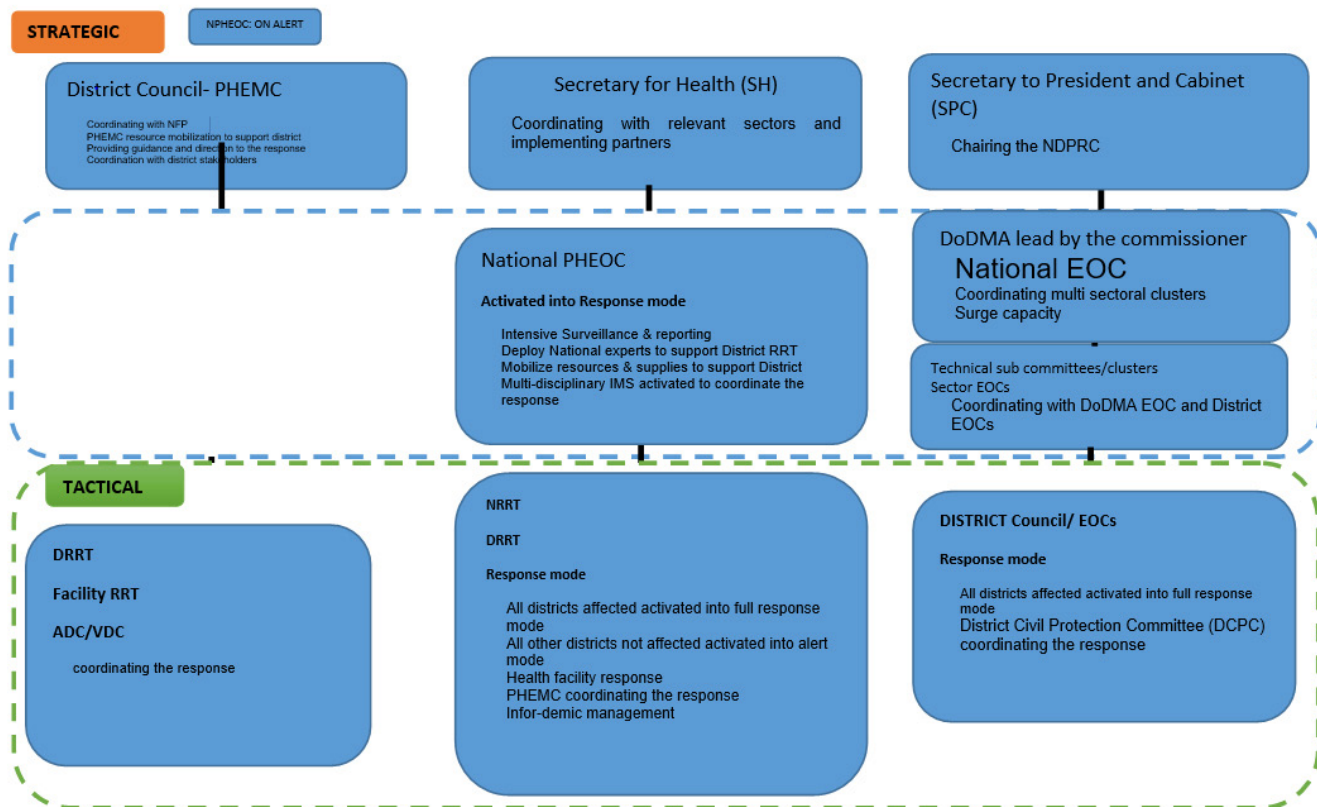 STRATEGIC
NPHEOC: ON ALERT
District Council- PHEMC
Coordinating with NFP
PHEMC resource mobilization to support district
Providing guidance and direction to the response
Coordination with district stakeholders
Secretary for Health (SH)
Coordinating with relevant sectors and
implementing partners
Secretary to President and Cabinet
(SPC)
Chairing the NDPRC
National PHEOC
Activated into Response mode
Intensive Surveillance & reporting
Deploy National experts to support District RRT
Mobilize resources & supplies to support District
Multi-disciplinary IMS activated to coordinate the
response
DoDMA lead by the commissioner
National EOC
Coordinating multi sectoral clusters
Surge capacity
Technical sub committees/clusters
Sector EOCs
Coordinating with DoDMA EOC and District
EOCs
TACTICAL
DRRT
Facility RRT
ADC/VDC
coordinating the response
NRRT
DRRT
Response mode
All districts affected activated into full response
mode
All other districts not affected activated into alert
mode
Health facility response
PHEMC coordinating the response
Infor-demic management
DISTRICT Council/ EOCs
Response mode
All districts affected activated into full response
mode
District Civil Protection Committee (DCPC)
coordinating the response